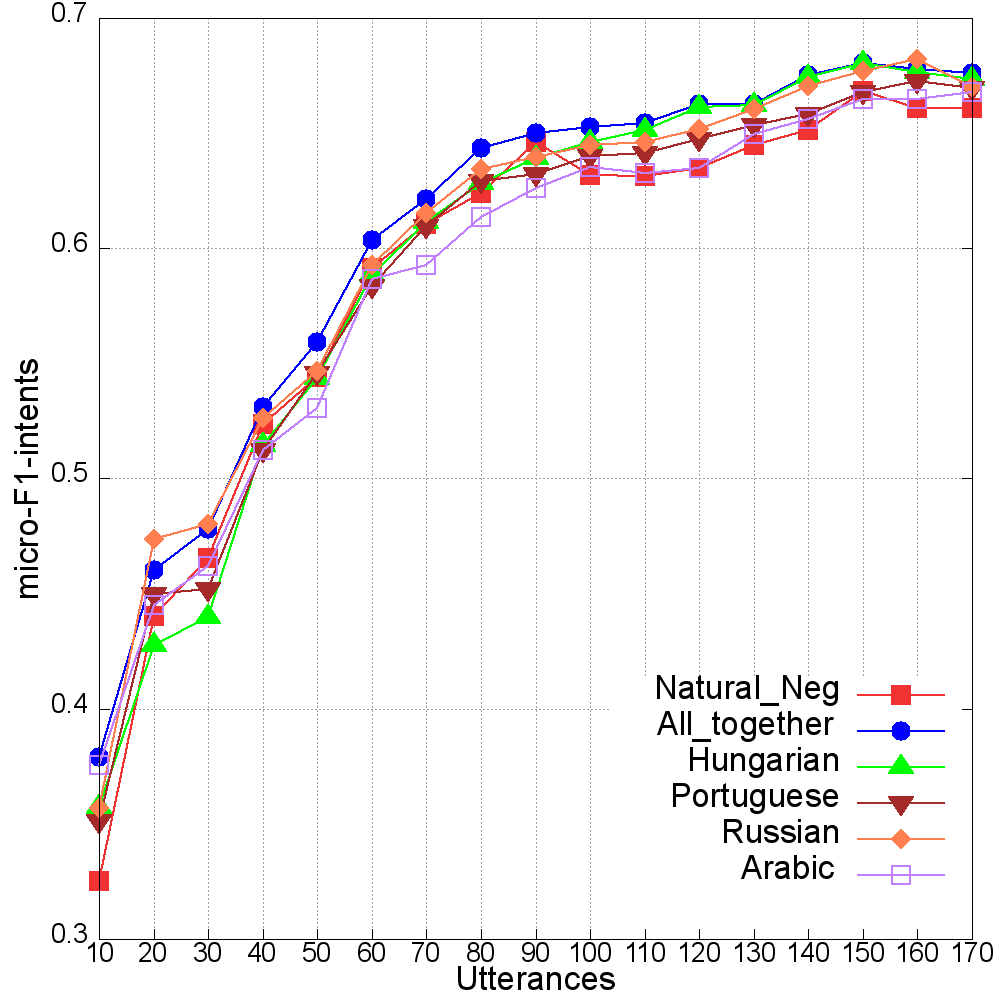 0.7
0.6
0.5
0.4
0.3
micro-F1-intents
Natural_Neg
All_together
Hungarian
Portuguese
Russian
Arabic
10 20 30 40 50 60 70 80 90 100 110 120 130 140 150 160 170
Utterances